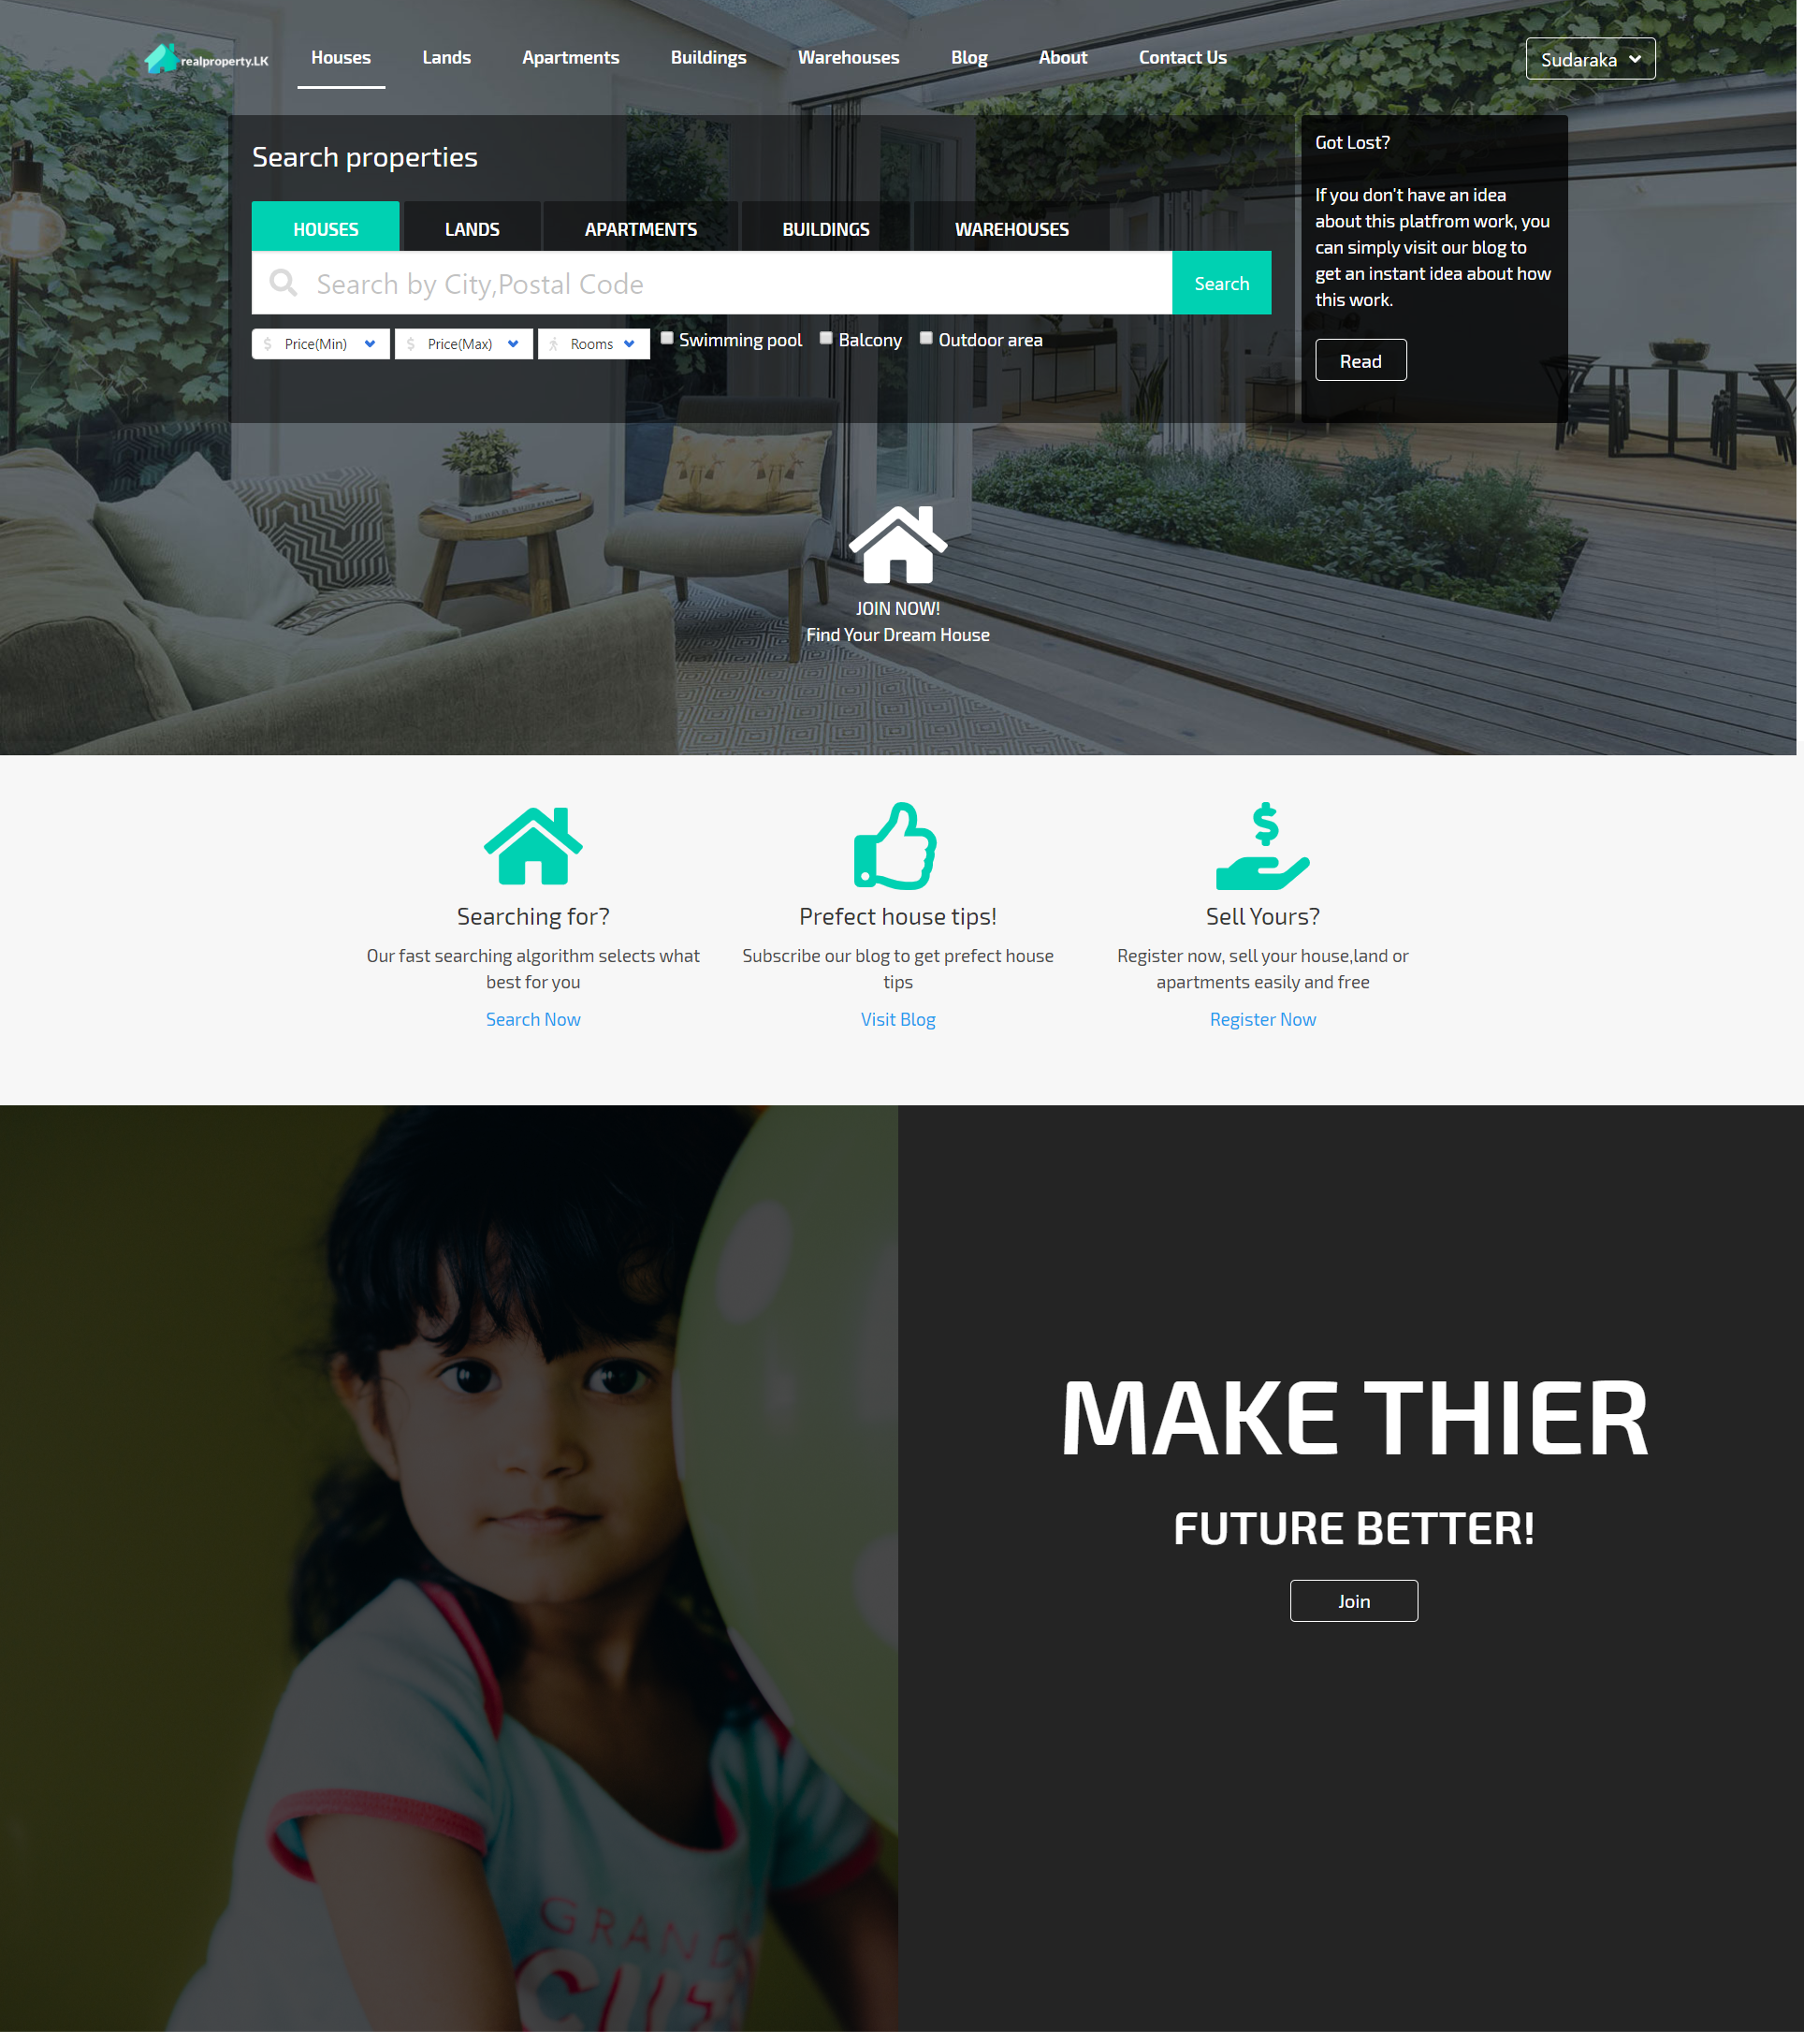 realproperty.LK
Houses
Lands
Apartments
Buildings
Warehouses
Blog
About
Contact Us
Sudaraka
Search properties
HOUSES
LANDS
APARTMENTS
BUILDINGS
WAREHOUSES
Search by City,Postal Code
Search
$ Price(Min)
$ Price(Max)
Rooms
Swimming pool
Balcony
Outdoor area
Got Lost?
If you don't have an idea
about this platfrom work, you
can simply visit our blog to
get an instant idea about how
this work.
Read
JOIN NOW!
Find Your Dream House
Searching for?
Our fast searching algorithm selects what
best for you
Search Now
Prefect house tips!
Subscribe our blog to get prefect house
tips
Visit Blog
$
Sell Yours?
Register now, sell your house,land or
apartments easily and free
Register Now
GRAND
MAKE THIER
FUTURE BETTER!
Join